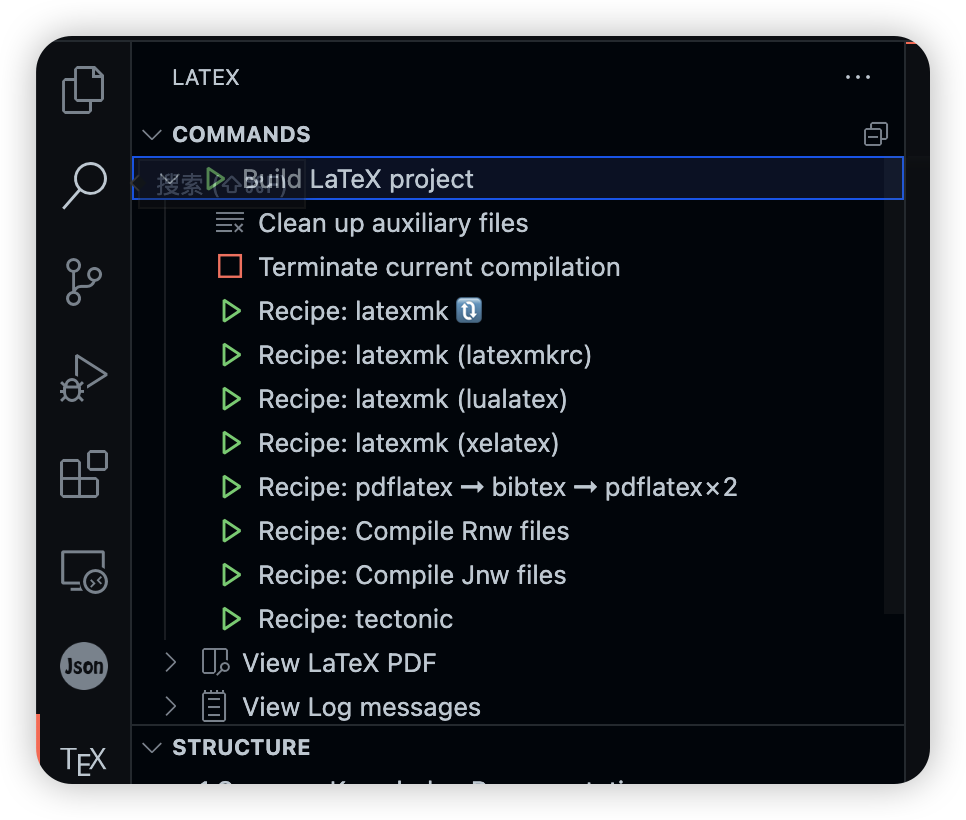 LATEX
COMMANDS
Build LaTeX project
搜索 (⇧⌘F)
Clean up auxiliary files
Terminate current compilation
Recipe: latexmk 🔃
Recipe: latexmk (latexmkrc)
Recipe: latexmk (lualatex)
Recipe: latexmk (xelatex)
Recipe: pdflatex ➞ bibtex ➞ pdflatex×2
Recipe: Compile Rnw files
Recipe: Compile Jnw files
Recipe: tectonic
Json
View LaTeX PDF
View Log messages
TEX
STRUCTURE